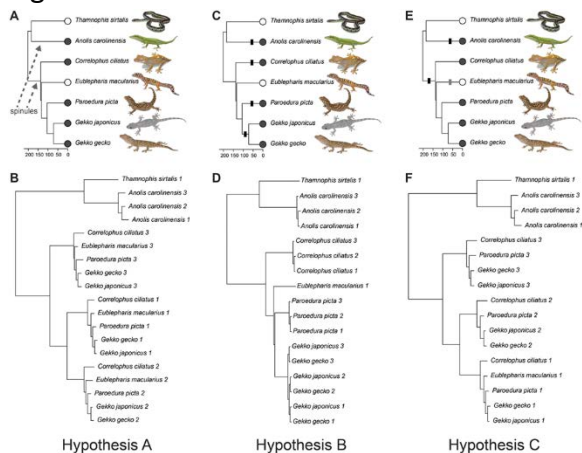 A
Thamnophis sirtalis
Anolis carolinensis
Correlophus ciliatus
Eublepharus macularius
Paroedura picta
Gekko japonicus
Gekko gecko
spinules
200 150 100 50 0
C
Thamnophis sirtalis
Anolis carolinensis
Correlophus ciliatus
Eublepharus macularius
Paroedura picta
Gekko japonicus
Gekko gecko
200 150 100 50 0
E
Thamnophis sirtalis
Anolis carolinensis
Correlophus ciliatus
Eublepharus macularius
Paroedura picta
Gekko japonicus
Gekko gecko
200 150 100 50 0
B
Thamnophis sirtalis 1
Anolis carolinensis 3
Anolis carolinensis 2
Anolis carolinensis 1
Correlophus ciliatus 3
Eublepharis macularius 3
Paroedura picta 3
Gekko gecko 3
Gekko japonicus 3
Correlophus cilatus 1
Eublepharis macularius 1
Paroedura picta 1
Gekko gecko 1
Gekko japonicus 1
Correlophus cilatus 2
Eublepharis macularius 2
Paroedura picta 2
Gekko japonicus 2
Gekko gecko 2
Hypothesis A
D
Thamnophis sirtalis 1
Anolis carolinensis 3
Anolis carolinensis 2
Anolis carolinensis 1
Correlophus ciliatus 3
Correlophus ciliatus 2
Correlophus ciliatus 1
Eublepharis macularius 1
Paroedura picta 3
Paroedura picta 2
Paroedura picta 1
Gekko japonicus 3
Gekko gecko 3
Gekko japonicus 2
Gekko gecko 2
Gekko japonicus 1
Gekko gecko 1
Hypothesis B
F
Thamnophis sirtalis 1
Anolis carolinensis 3
Anolis carolinensis 2
Anolis carolinensis 1
Correlophus ciliatus 3
Paroedura picta 3
Gekko gecko 3
Gekko japonicus 3
Correlophus ciliatus 2
Paroedura picta 2
Gekko japonicus 2
Gekko gecko 2
Correlophus ciliatus 1
Eublepharis macularius 1
Paroedura picta 1
Gekko gecko 1
Gekko japonicus 1
Hypothesis C